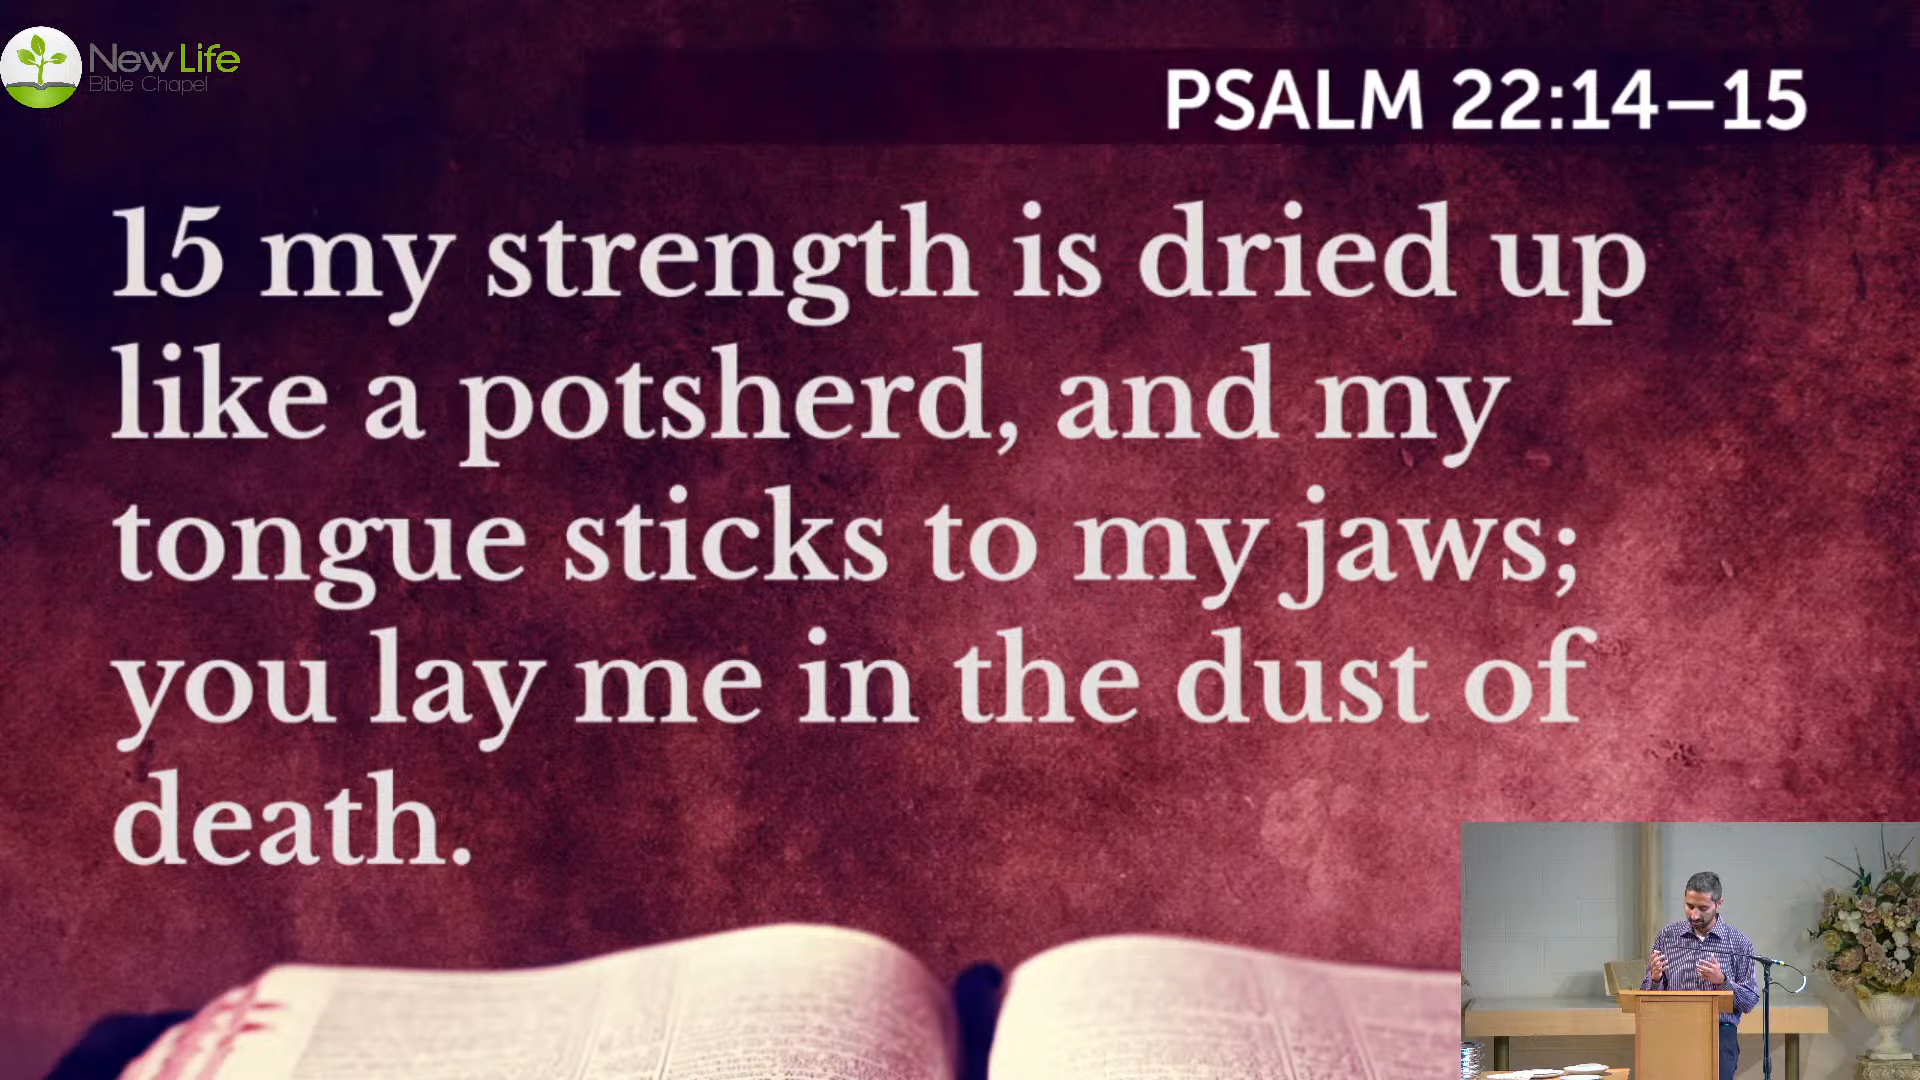 New Life
Bible Chapel
PSALM 22:14–15
15 my strength is dried up
like a potsherd, and my
tongue sticks to my jaws;
you lay me in the dust of
death.